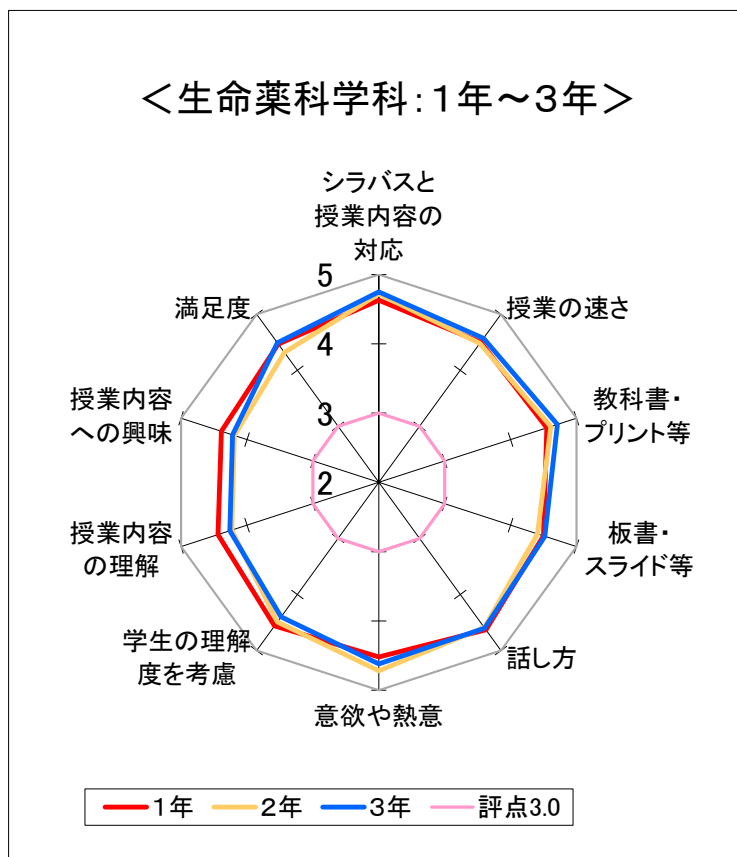 ＜生命薬科学科：１年～３年＞
シラバスと
授業内容の
対応
授業の速さ
教科書・
プリント等
板書・
スライド等
話し方
意欲や熱意
学生の理解
度を考慮
授業内容
の理解
授業内容
への興味
満足度
5
4
3
2
１年
２年
３年
評点3.0